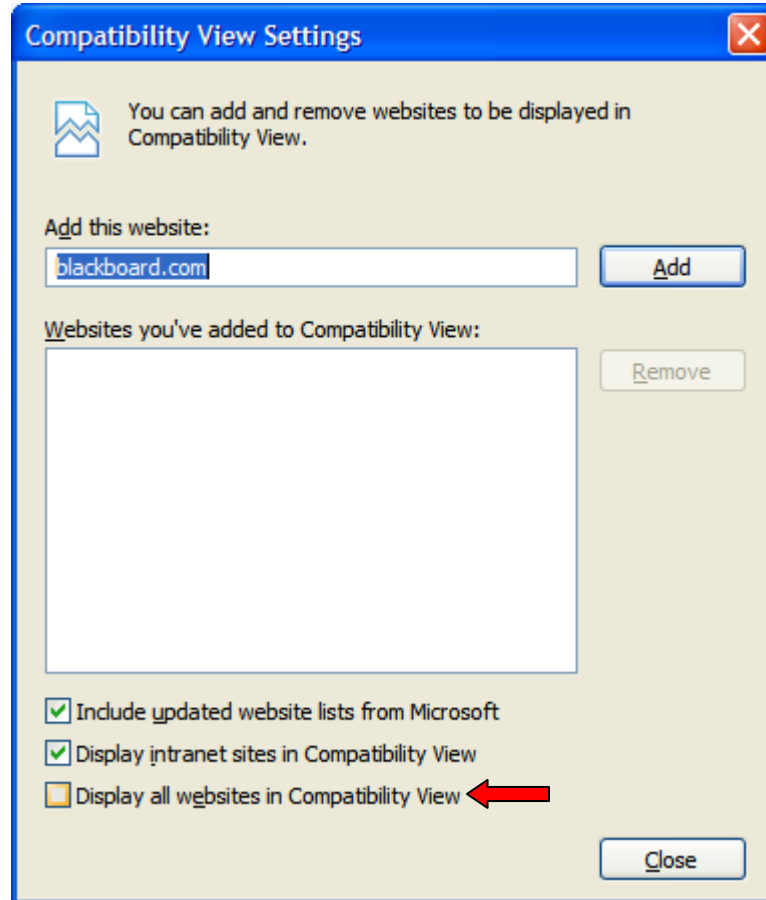 Compatibility View Settings
You can add and remove websites to be displayed in
Compatibility View.
Add this website:
blackboard.com
Add
Websites you've added to Compatibility View:
Remove
Include updated website lists from Microsoft
Display intranet sites in Compatibility View
Display all websites in Compatibility View
Close